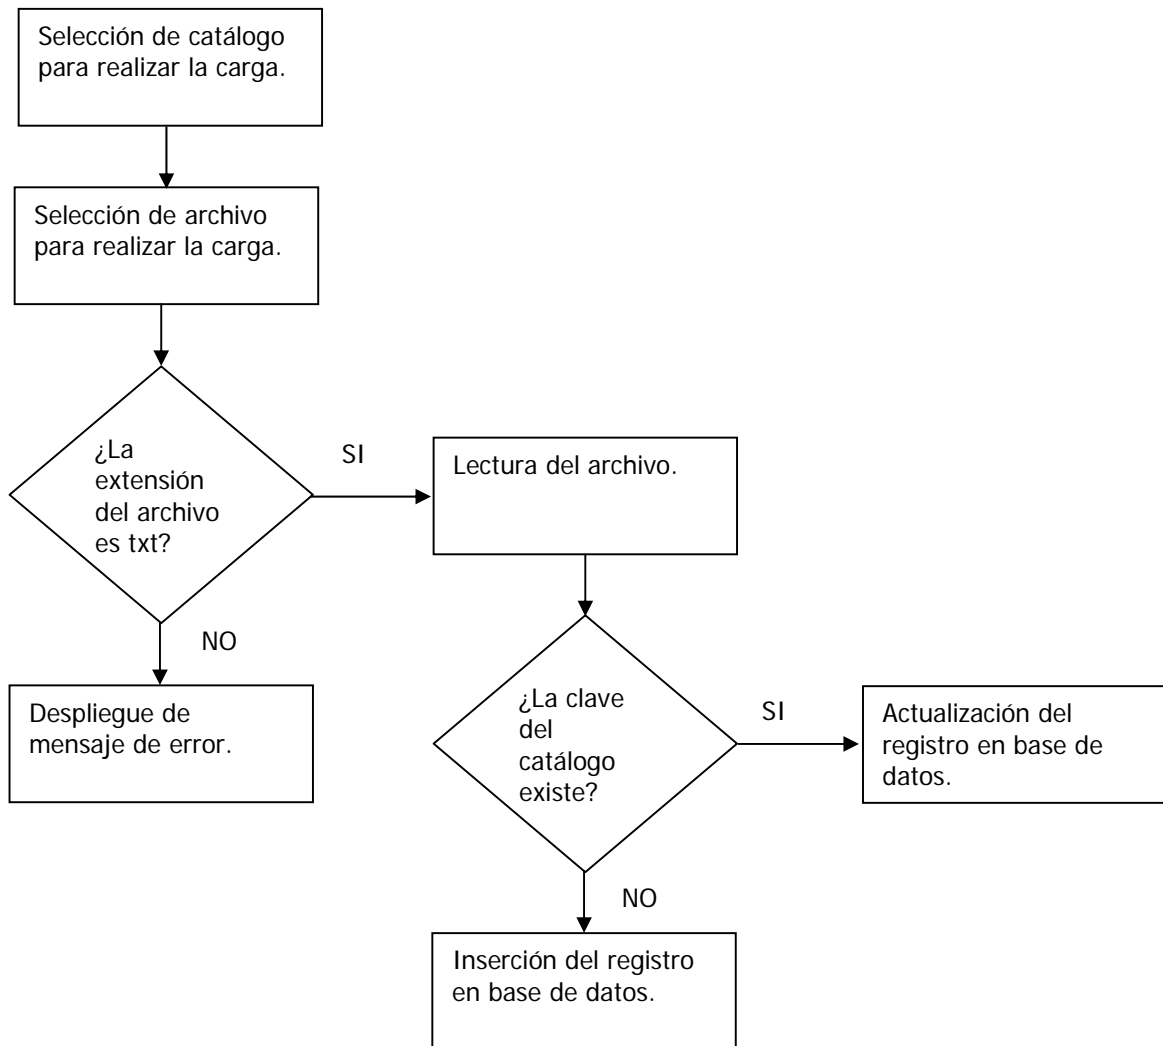 Selección de catálogo
para realizar la carga.
Selección de archivo
para realizar la carga.
¿La
extensión
del archivo
es txt?
SI
Lectura del archivo.
NO
Despliegue de
mensaje de error.
¿La clave
del
catálogo
existe?
SI
Actualización del
registro en base de
datos.
NO
Inserción del registro
en base de datos.